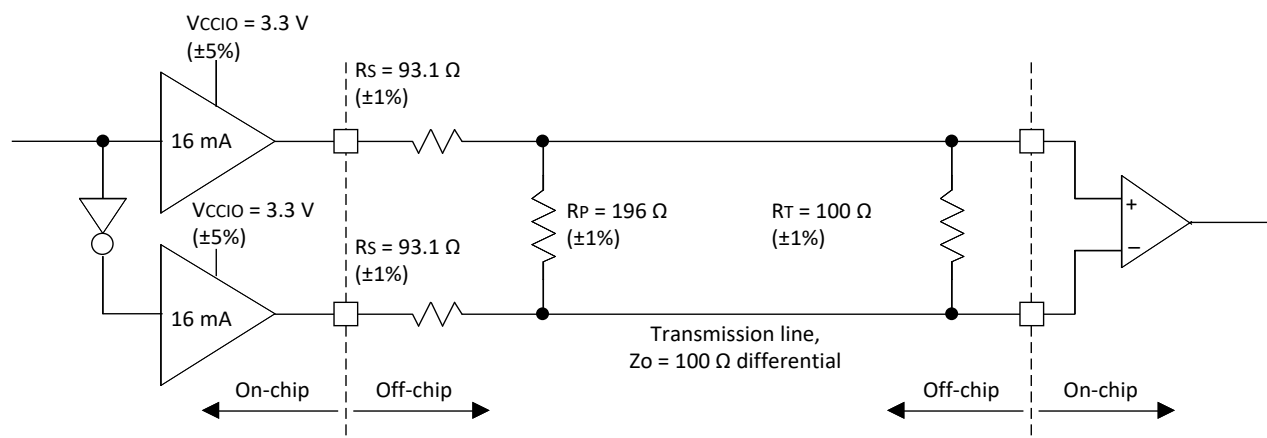 VCCIO = 3.3 V
(±5%)
RS = 93.1 Ω
(±1%)
16 mA
VCCIO = 3.3 V
(±5%)
RS = 93.1 Ω
(±1%)
RP = 196 Ω
(±1%)
RT = 100 Ω
(±1%)
+
−
16 mA
Transmission line,
Zo = 100 Ω differential
On-chip
Off-chip
Off-chip
On-chip